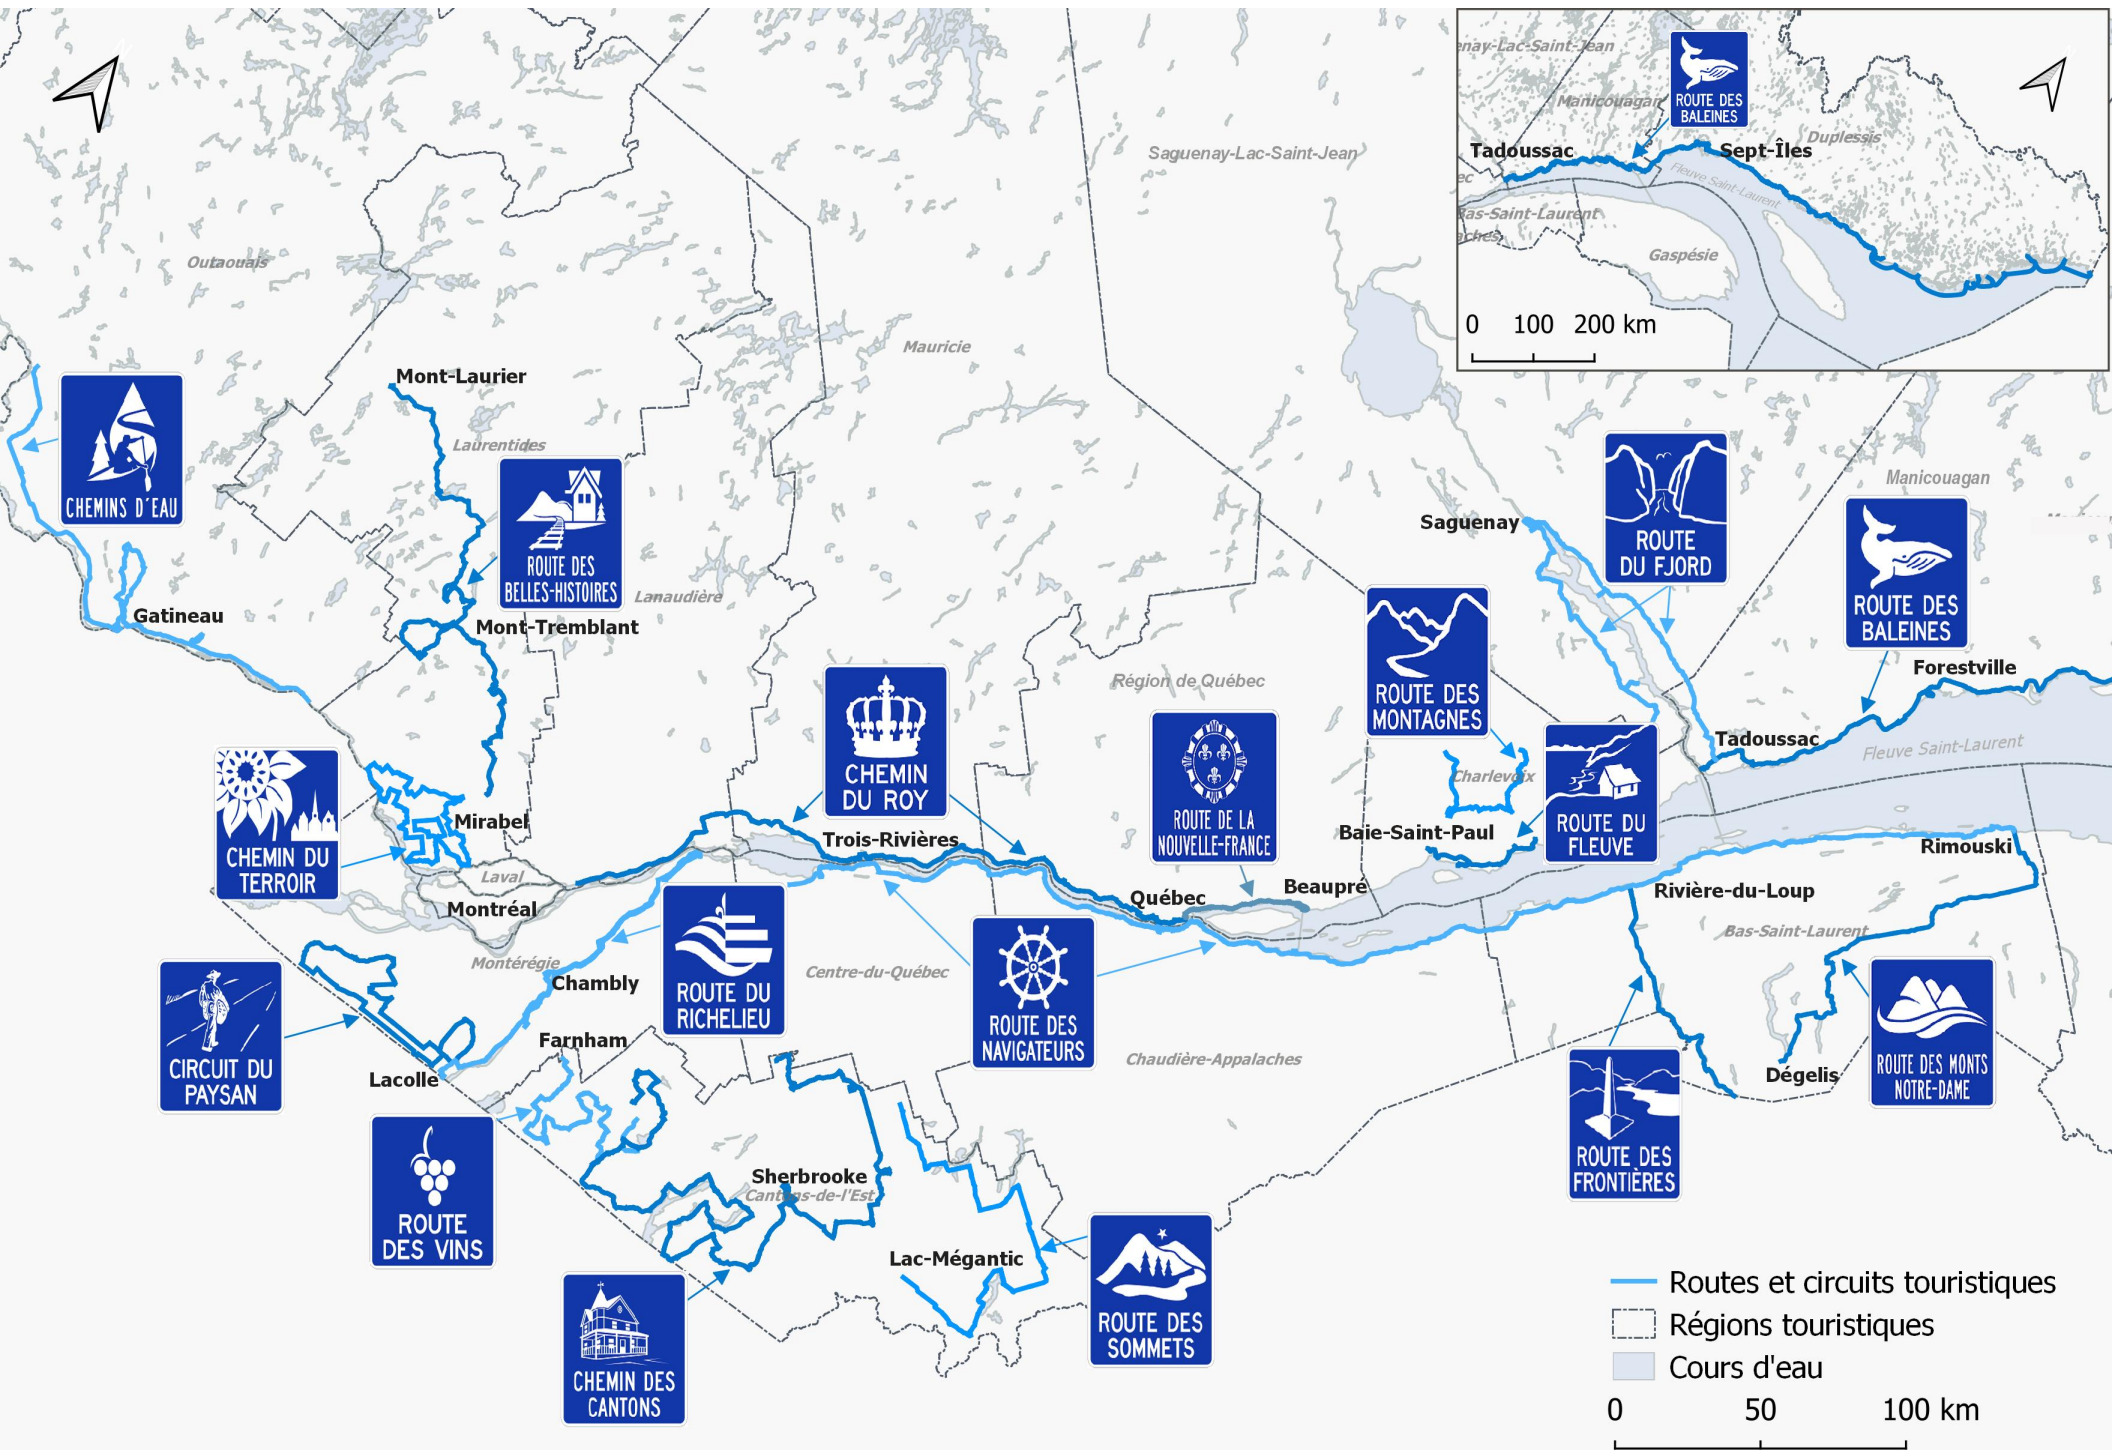 enay-Lac-Saint-Jean
Manicouagan
ROUTE DES
BALEINES
Duplessis
Tadoussac
Sept-Îles
Fleuve Saint-Laurent
ec
Bas-Saint-Laurent
aches
Gaspésie
0 100 200 km
Saguenay-Lac-Saint-Jean
Outaouais
Mauricie
Mont-Laurier
Laurentides
CHEMINS D'EAU
ROUTE DES
BELLES-HISTOIRES
Lanaudière
Gatineau
Mont-Tremblant
Saguenay
ROUTE
DU FJORD
Manicouagan
ROUTE DES
BALEINES
Forestville
Région de Québec
ROUTE DES
MONTAGNES
CHEMIN
DU ROY
Tadoussac
Fleuve Saint-Laurent
Charlevoix
CHEMIN DU
TERROIR
Mirabel
Trois-Rivières
ROUTE DE LA
NOUVELLE-FRANCE
Baie-Saint-Paul
ROUTE DU
FLEUVE
Rimouski
Laval
Montréal
Québec
Beaupré
Rivière-du-Loup
Bas-Saint-Laurent
Montérégie
Chambly
ROUTE DU
RICHELIEU
Centre-du-Québec
ROUTE DES
NAVIGATEURS
CIRCUIT DU
PAYSAN
Farnham
Lacolle
Chaudière-Appalaches
Dégelis
ROUTE DES MONTS
NOTRE-DAME
ROUTE DES
FRONTIÈRES
ROUTE
DES VINS
Sherbrooke
Cantons-de-l'Est
Lac-Mégantic
ROUTE DES
SOMMETS
CHEMIN DES
CANTONS
Routes et circuits touristiques
Régions touristiques
Cours d'eau
0 50 100 km